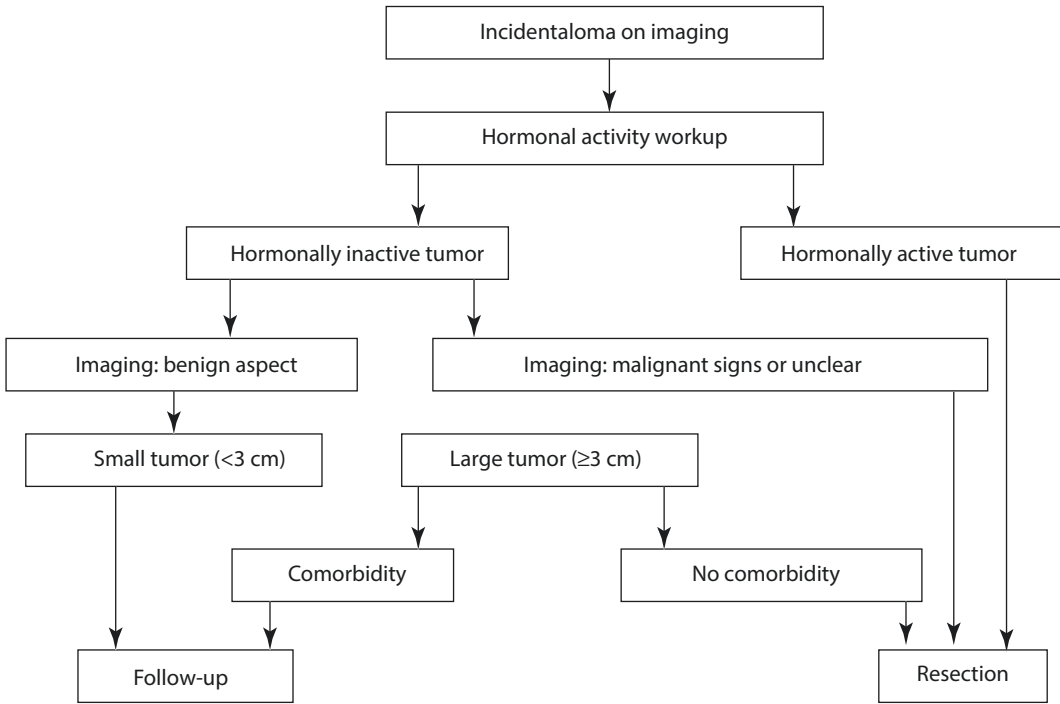 Incidentaloma on imaging
Hormonal activity workup
Hormonally inactive tumor
Hormonally active tumor
Imaging: benign aspect
Imaging: malignant signs or unclear
Small tumor (<3 cm)
Large tumor (≥3 cm)
Comorbidity
No comorbidity
Follow-up
Resection